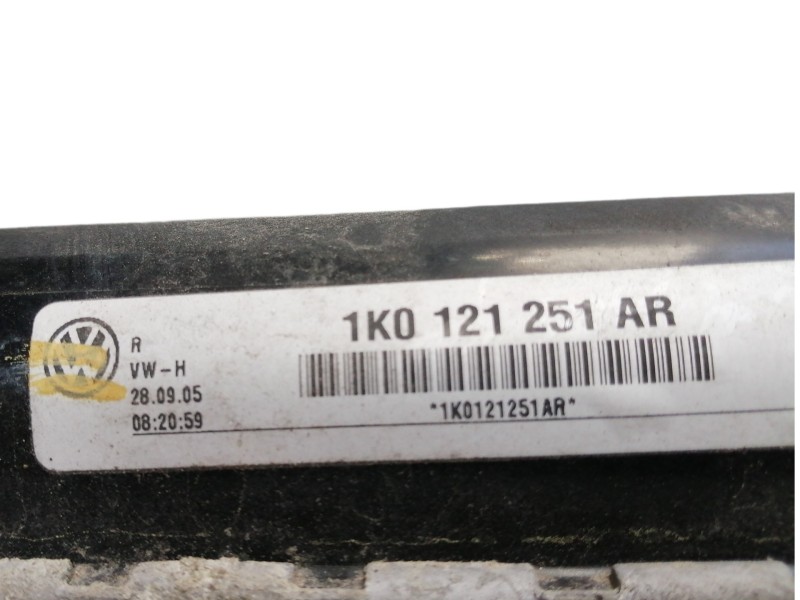 1K0 121 251 AR
R
VW-H
28.09.05
08:20:59
*1K0121251AR*